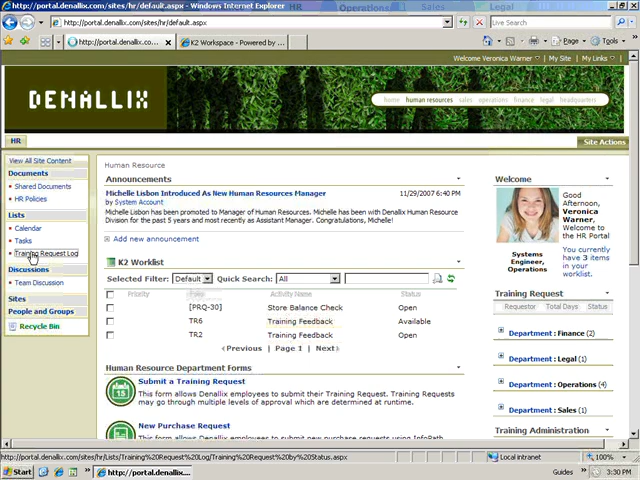 http://portal.denallix.com/sites/hr/default.aspx - Windows Internet Explorer
http://portal.denallix.com/sites/hr/default.aspx
Live Search
http://portal.denallix.co...
K2 Workspace - Powered by ...
Page
Tools
Welcome Veronica Warner
My Site
My Links
DENALLIX
home
human resources
sales
operations
finance
legal
headquarters
HR
Site Actions
View All Site Content
Documents
Shared Documents
HR Policies
Lists
Calendar
Tasks
Training Request Log
Discussions
Team Discussion
Sites
People and Groups
Recycle Bin
Human Resource
Announcements
Michelle Lisbon Introduced As New Human Resources Manager
11/29/2007 6:40 PM
by System Account
Michelle Lisbon has been promoted to Manager of Human Resources. Michelle has been with Denallix Human Resource
Division for the past 5 years and most recently as Assistant Manager. Congratulations, Michelle!
Add new announcement
K2 Worklist
Selected Filter: Default
Quick Search: All
Priority
Folio
Activity Name
Status
[PRQ-30]
Store Balance Check
Open
TR6
Training Feedback
Available
TR2
Training Feedback
Open
Previous
Page 1
Next
Human Resource Department Forms
Submit a Training Request
This form allows Denallix employees to submit their Training Request. Training Requests
may go through multiple levels of approval which are determined at runtime.
New Purchase Request
Welcome
Good
Afternoon,
Veronica
Warner,
Welcome to the
HR Portal
You currently
have 3 items
in your
worklist.
Systems
Engineer,
Operations
Training Request
Requestor
Total Days
Status
Department : Finance (2)
Department : Legal (1)
Department : Operations (4)
Department : Sales (1)
Training Administration
http://portal.denallix.com/sites/hr/Lists/Training%20Request%20Log/Training%20Request%20by%20Status.aspx
Local intranet
100%
Start
http://portal.denallix....
Guides
3:30 PM